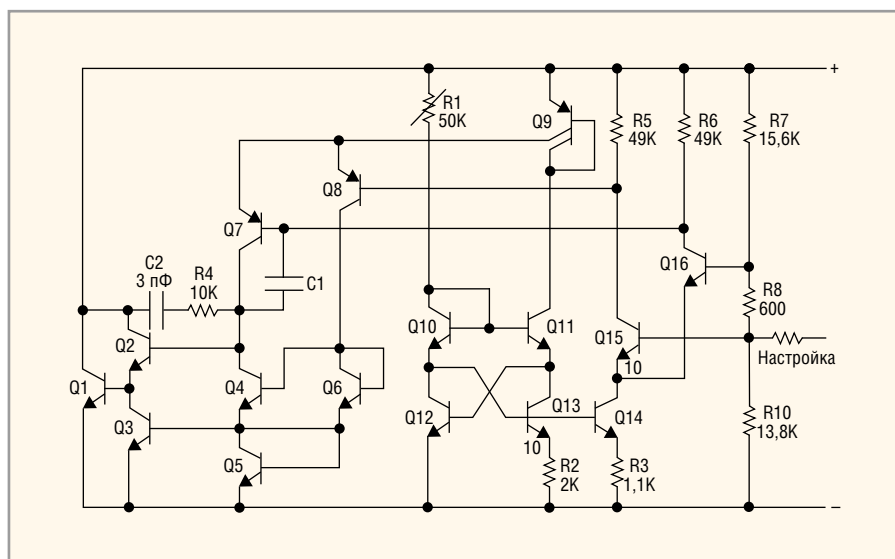 +
R1
50K
Q9
R5
49K
R6
49K
R7
15,6K
Q8
Q7
C2
3 пФ
R4
10K
C1
Q16
R8
600
Q2
Q10
Q11
Q15
10
Настройка
Q1
Q4
Q6
Q3
Q12
Q13
10
Q14
R10
13,8K
Q5
R2
2K
R3
1,1K
–